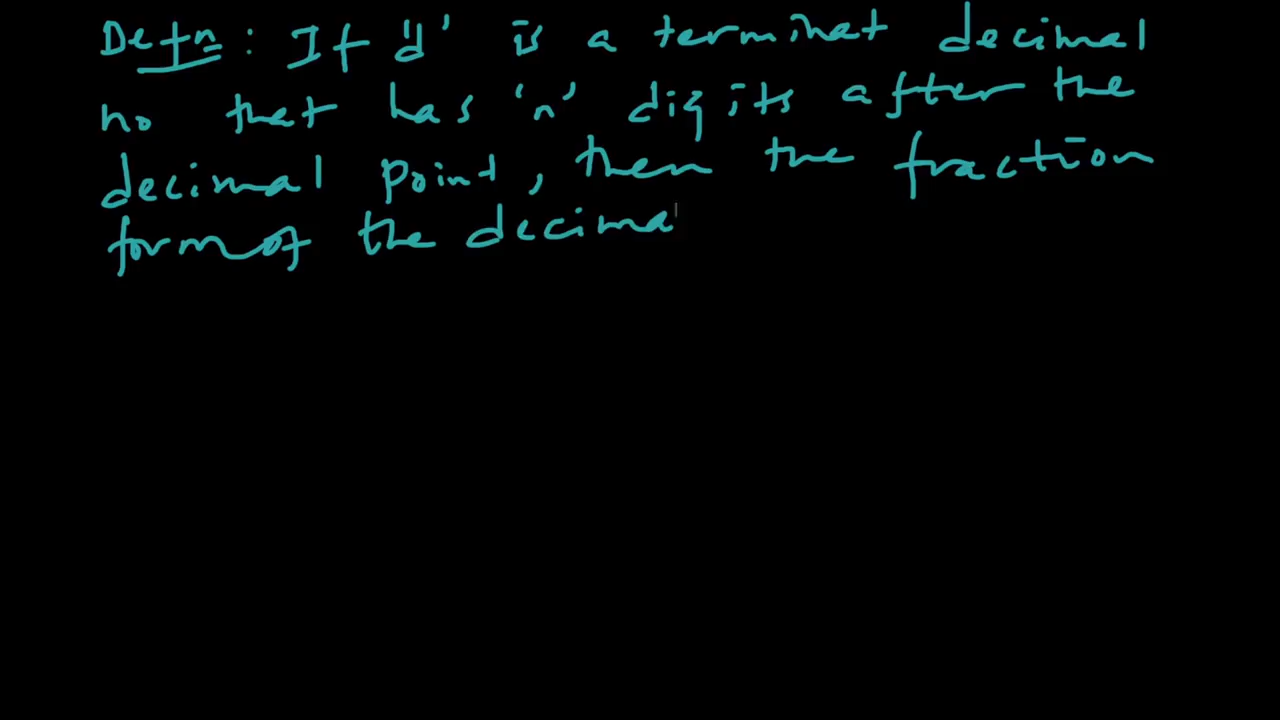 Defn: If 'd' is a terminat decimal
no that has 'n' digits after the
decimal point, then the fraction
form of the decimal